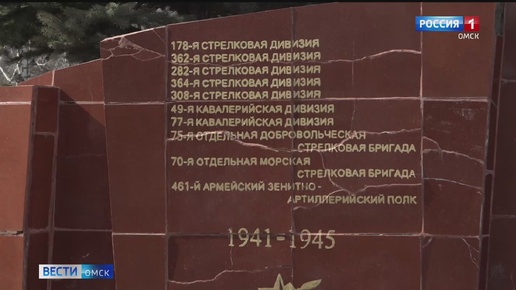 РОССИЯ 1
ОМСК
178-Я СТРЕЛКОВАЯ ДИВИЗИЯ
362-Я СТРЕЛКОВАЯ ДИВИЗИЯ
282-Я СТРЕЛКОВАЯ ДИВИЗИЯ
364-Я СТРЕЛКОВАЯ ДИВИЗИЯ
308-Я СТРЕЛКОВАЯ ДИВИЗИЯ
49-Я КАВАЛЕРИЙСКАЯ ДИВИЗИЯ
77-Я КАВАЛЕРИЙСКАЯ ДИВИЗИЯ
75-Я ОТДЕЛЬНАЯ ДОБРОВОЛЬЧЕСКАЯ
СТРЕЛКОВАЯ БРИГАДА
70-Я ОТДЕЛЬНАЯ МОРСКАЯ
СТРЕЛКОВАЯ БРИГАДА
461-Й АРМЕЙСКИЙ ЗЕНИТНО-
АРТИЛЛЕРИЙСКИЙ ПОЛК
1941-1945
ВЕСТИ ОМСК